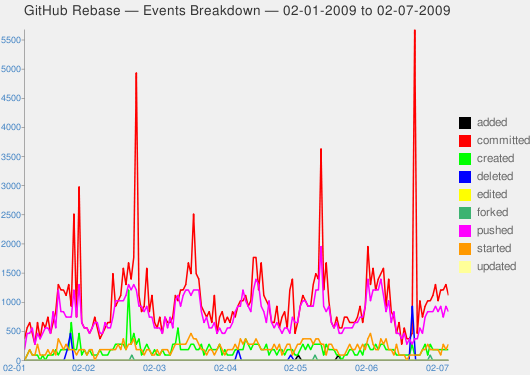 GitHub Rebase — Events Breakdown — 02-01-2009 to 02-07-2009
5500
5000
4500
4000
3500
3000
2500
2000
1500
1000
500
0
02-01 02-02 02-03 02-04 02-05 02-06 02-07
added
committed
created
deleted
edited
forked
pushed
started
updated